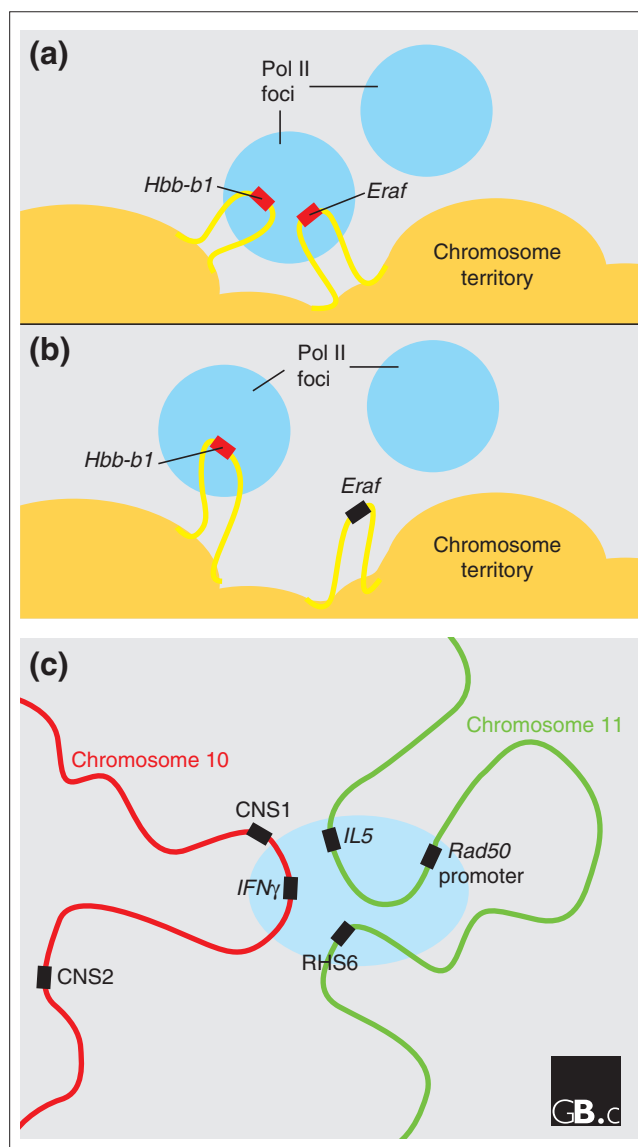 (a)
Pol II
foci
Hbb-b1
Eraf
Chromosome
territory
(b)
Pol II
foci
Hbb-b1
Eraf
Chromosome
territory
(c)
Chromosome 10
Chromosome 11
CNS1
IL5
Rad50
promoter
IFNγ
RHS6
CNS2
GB.c